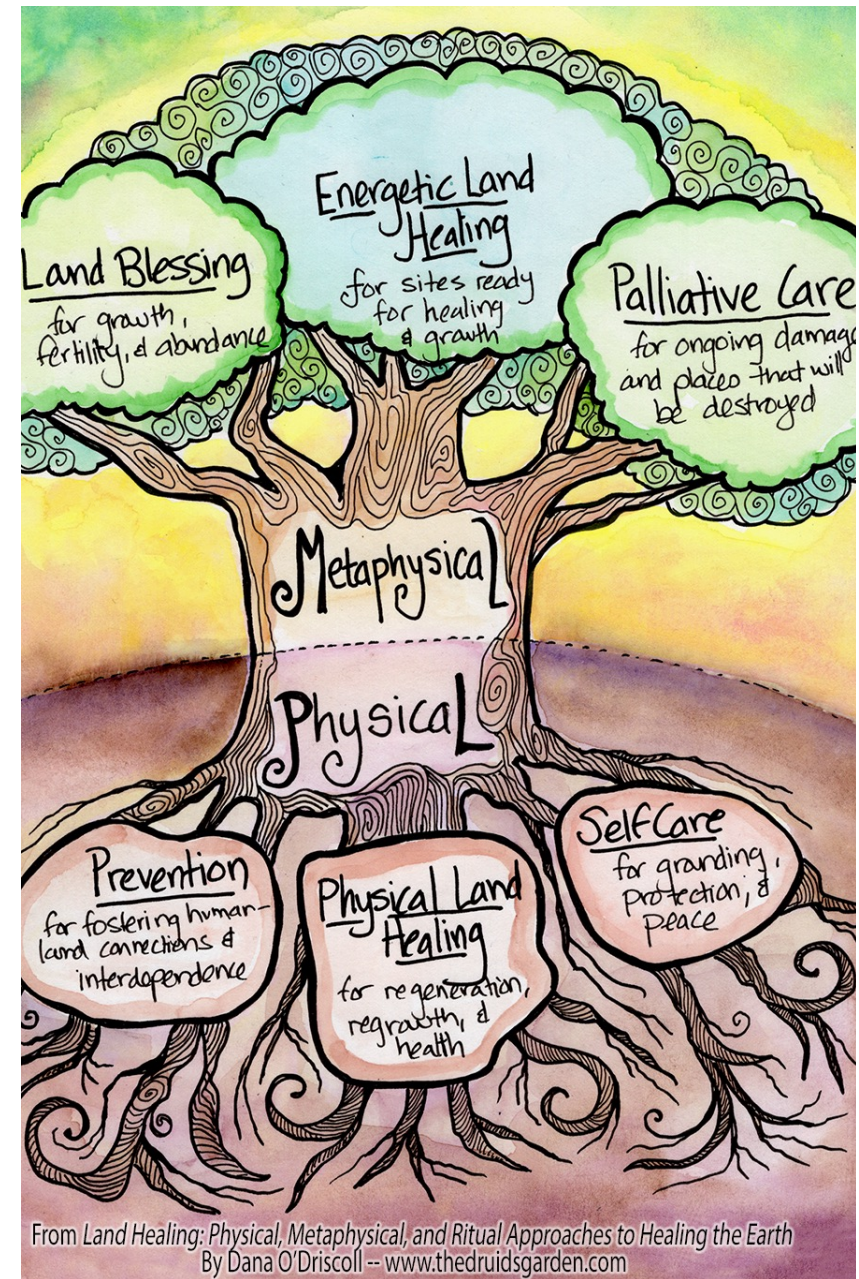 Energetic Land
Healing
for sites ready
for healing
& growth
Land Blessing
for growth,
fertility, & abundance
Palliative Care
for ongoing damage
and places that will
be destroyed
Metaphysical
Physical
Prevention
for fostering human-
land connections &
interdependence
Physical Land
Healing
for regeneration,
regrowth, &
health
Self Care
for grounding,
protection, &
peace
From Land Healing: Physical, Metaphysical, and Ritual Approaches to Healing the Earth
By Dana O'Driscoll -- www.thedruidsgarden.com